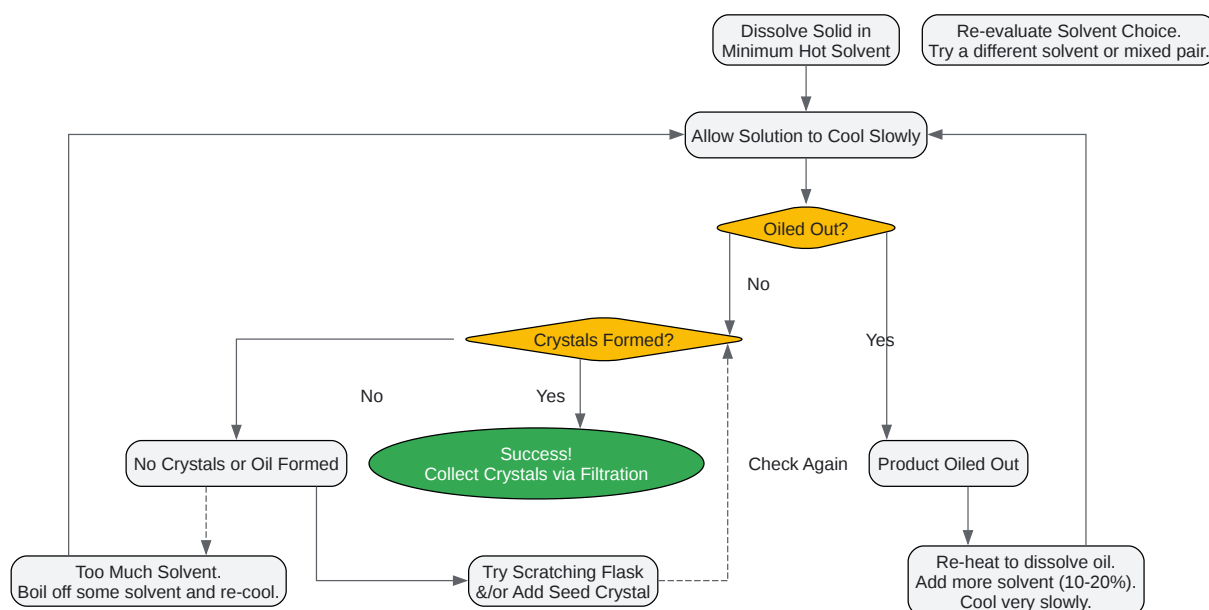 Dissolve Solid in
Minimum Hot Solvent
Re-evaluate Solvent Choice.
Try a different solvent or mixed pair.
Allow Solution to Cool Slowly
Oiled Out?
No
Crystals Formed?
Yes
No
Yes
Success!
Collect Crystals via Filtration
No Crystals or Oil Formed
Check Again
Product Oiled Out
Too Much Solvent.
Boil off some solvent and re-cool.
Try Scratching Flask
&/or Add Seed Crystal
Re-heat to dissolve oil.
Add more solvent (10-20%).
Cool very slowly.